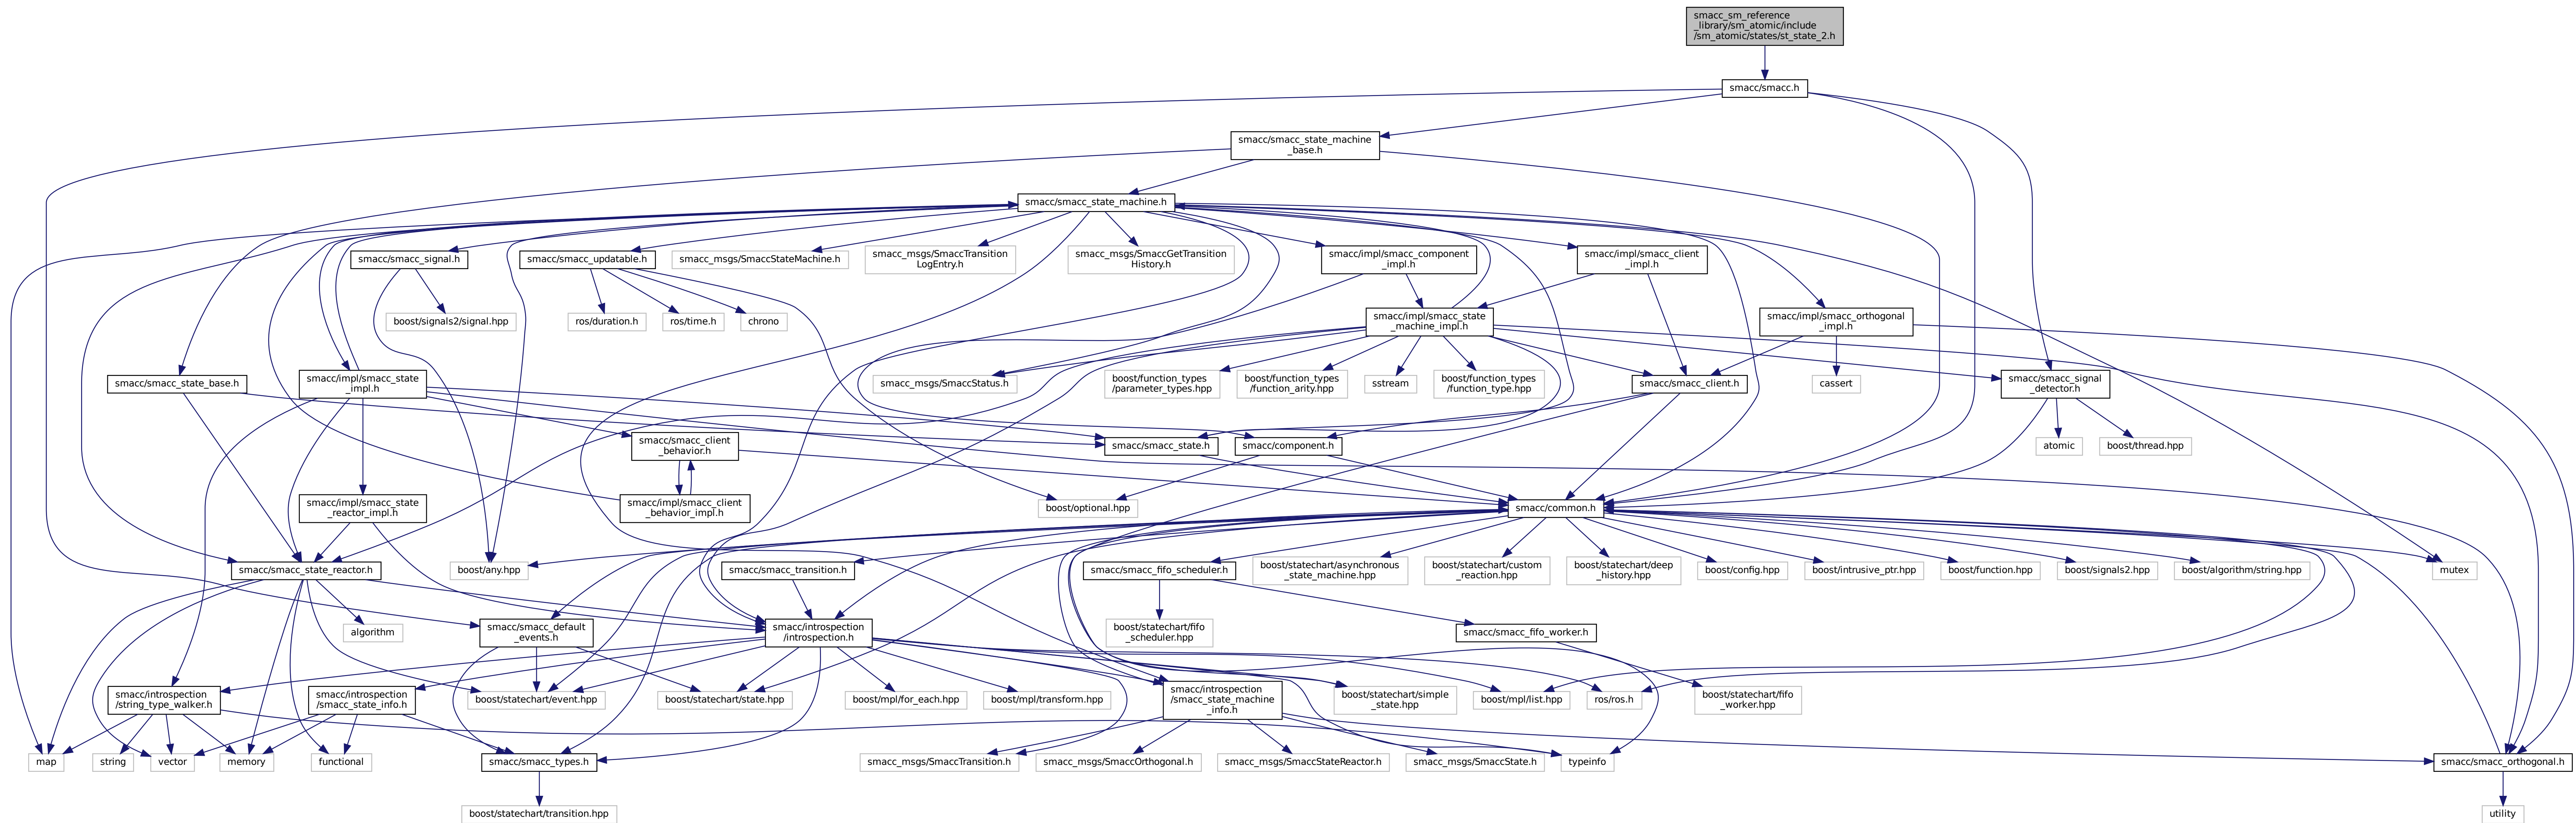 smacc_sm_reference
_library/sm_atomic/include
/sm_atomic/states/st_state_2.h
smacc/smacc.h
smacc/smacc_state_machine
_base.h
smacc/smacc_state_machine.h
smacc/smacc_signal.h
smacc/smacc_updatable.h
smacc_msgs/SmaccStateMachine.h
smacc_msgs/SmaccTransition
LogEntry.h
smacc_msgs/SmaccGetTransition
History.h
smacc/impl/smacc_component
_impl.h
smacc/impl/smacc_client
_impl.h
boost/signals2/signal.hpp
ros/duration.h
ros/time.h
chrono
smacc/impl/smacc_state
_machine_impl.h
smacc/impl/smacc_orthogonal
_impl.h
smacc/smacc_state_base.h
smacc/impl/smacc_state
_impl.h
smacc_msgs/SmaccStatus.h
boost/function_types
/parameter_types.hpp
boost/function_types
/function_arity.hpp
sstream
boost/function_types
/function_type.hpp
smacc/smacc_client.h
cassert
smacc/smacc_signal
_detector.h
smacc/smacc_client
_behavior.h
smacc/smacc_state.h
smacc/component.h
atomic
boost/thread.hpp
smacc/impl/smacc_state
_reactor_impl.h
smacc/impl/smacc_client
_behavior_impl.h
boost/optional.hpp
smacc/common.h
smacc/smacc_state_reactor.h
boost/any.hpp
smacc/smacc_transition.h
smacc/smacc_fifo_scheduler.h
boost/statechart/asynchronous
_state_machine.hpp
boost/statechart/custom
_reaction.hpp
boost/statechart/deep
_history.hpp
boost/config.hpp
boost/intrusive_ptr.hpp
boost/function.hpp
boost/signals2.hpp
boost/algorithm/string.hpp
mutex
algorithm
smacc/smacc_default
_events.h
smacc/introspection
/introspection.h
boost/statechart/fifo
_scheduler.hpp
smacc/smacc_fifo_worker.h
smacc/introspection
/string_type_walker.h
smacc/introspection
/smacc_state_info.h
boost/statechart/event.hpp
boost/statechart/state.hpp
boost/mpl/for_each.hpp
boost/mpl/transform.hpp
smacc/introspection
/smacc_state_machine
_info.h
boost/statechart/simple
_state.hpp
boost/mpl/list.hpp
ros/ros.h
boost/statechart/fifo
_worker.hpp
map
string
vector
memory
functional
smacc/smacc_types.h
smacc_msgs/SmaccTransition.h
smacc_msgs/SmaccOrthogonal.h
smacc_msgs/SmaccStateReactor.h
smacc_msgs/SmaccState.h
typeinfo
smacc/smacc_orthogonal.h
boost/statechart/transition.hpp
utility